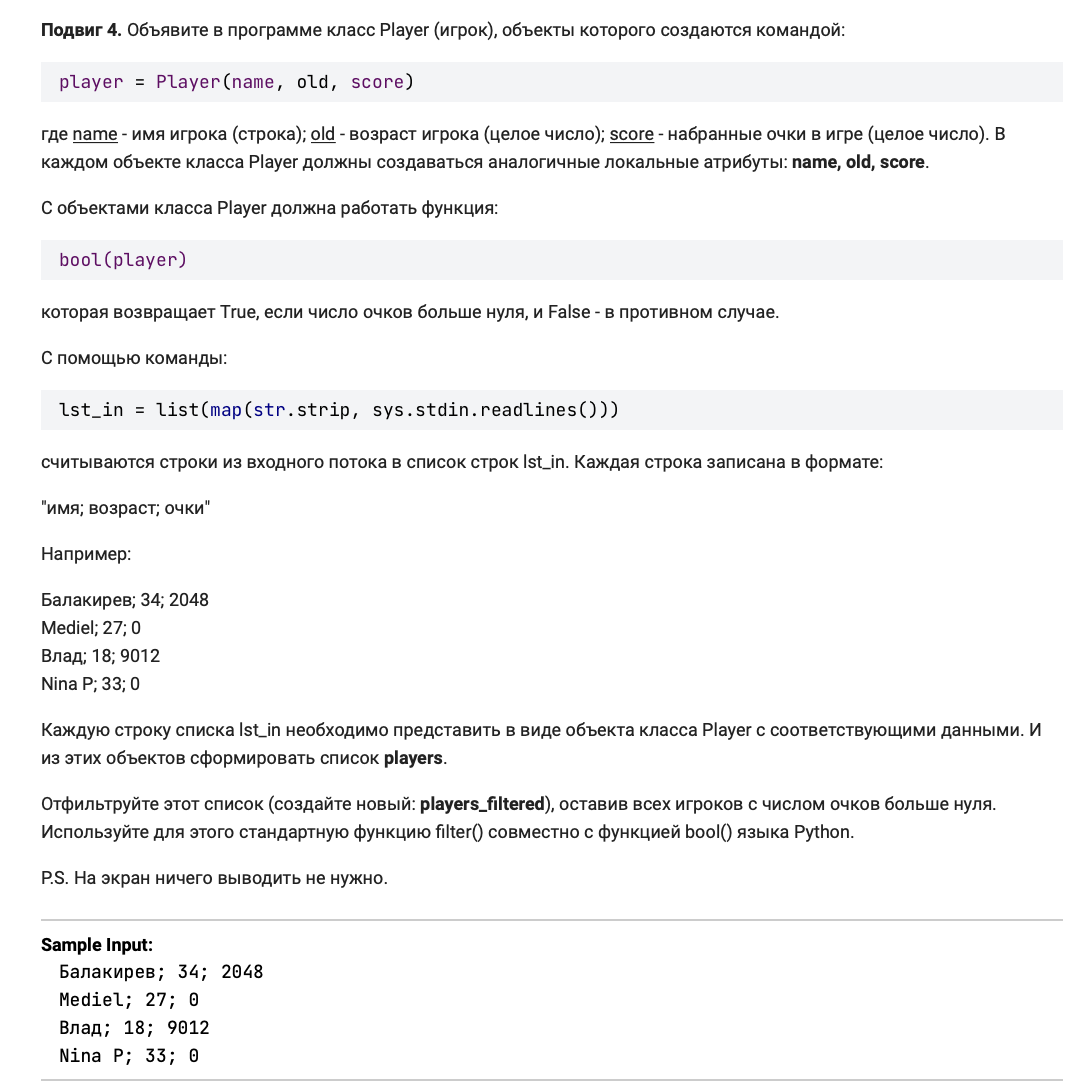 Подвиг 4. Объявите в программе класс Player (игрок), объекты которого создаются командой:
player = Player(name, old, score)
где name - имя игрока (строка); old - возраст игрока (целое число); score - набранные очки в игре (целое число). В
каждом объекте класса Player должны создаваться аналогичные локальные атрибуты: name, old, score.
С объектами класса Player должна работать функция:
bool(player)
которая возвращает True, если число очков больше нуля, и False - в противном случае.
С помощью команды:
lst_in = list(map(str.strip, sys.stdin.readlines()))
считываются строки из входного потока в список строк lst_in. Каждая строка записана в формате:
"имя; возраст; очки"
Например:
Балакирев; 34; 2048
Mediel; 27; 0
Влад; 18; 9012
Nina P; 33; 0
Каждую строку списка lst_in необходимо представить в виде объекта класса Player с соответствующими данными. И
из этих объектов сформировать список players.
Отфильтруйте этот список (создайте новый: players_filtered), оставив всех игроков с числом очков больше нуля.
Используйте для этого стандартную функцию filter() совместно с функцией bool() языка Python.
P.S. На экран ничего выводить не нужно.
Sample Input:
Балакирев; 34; 2048
Mediel; 27; 0
Влад; 18; 9012
Nina P; 33; 0